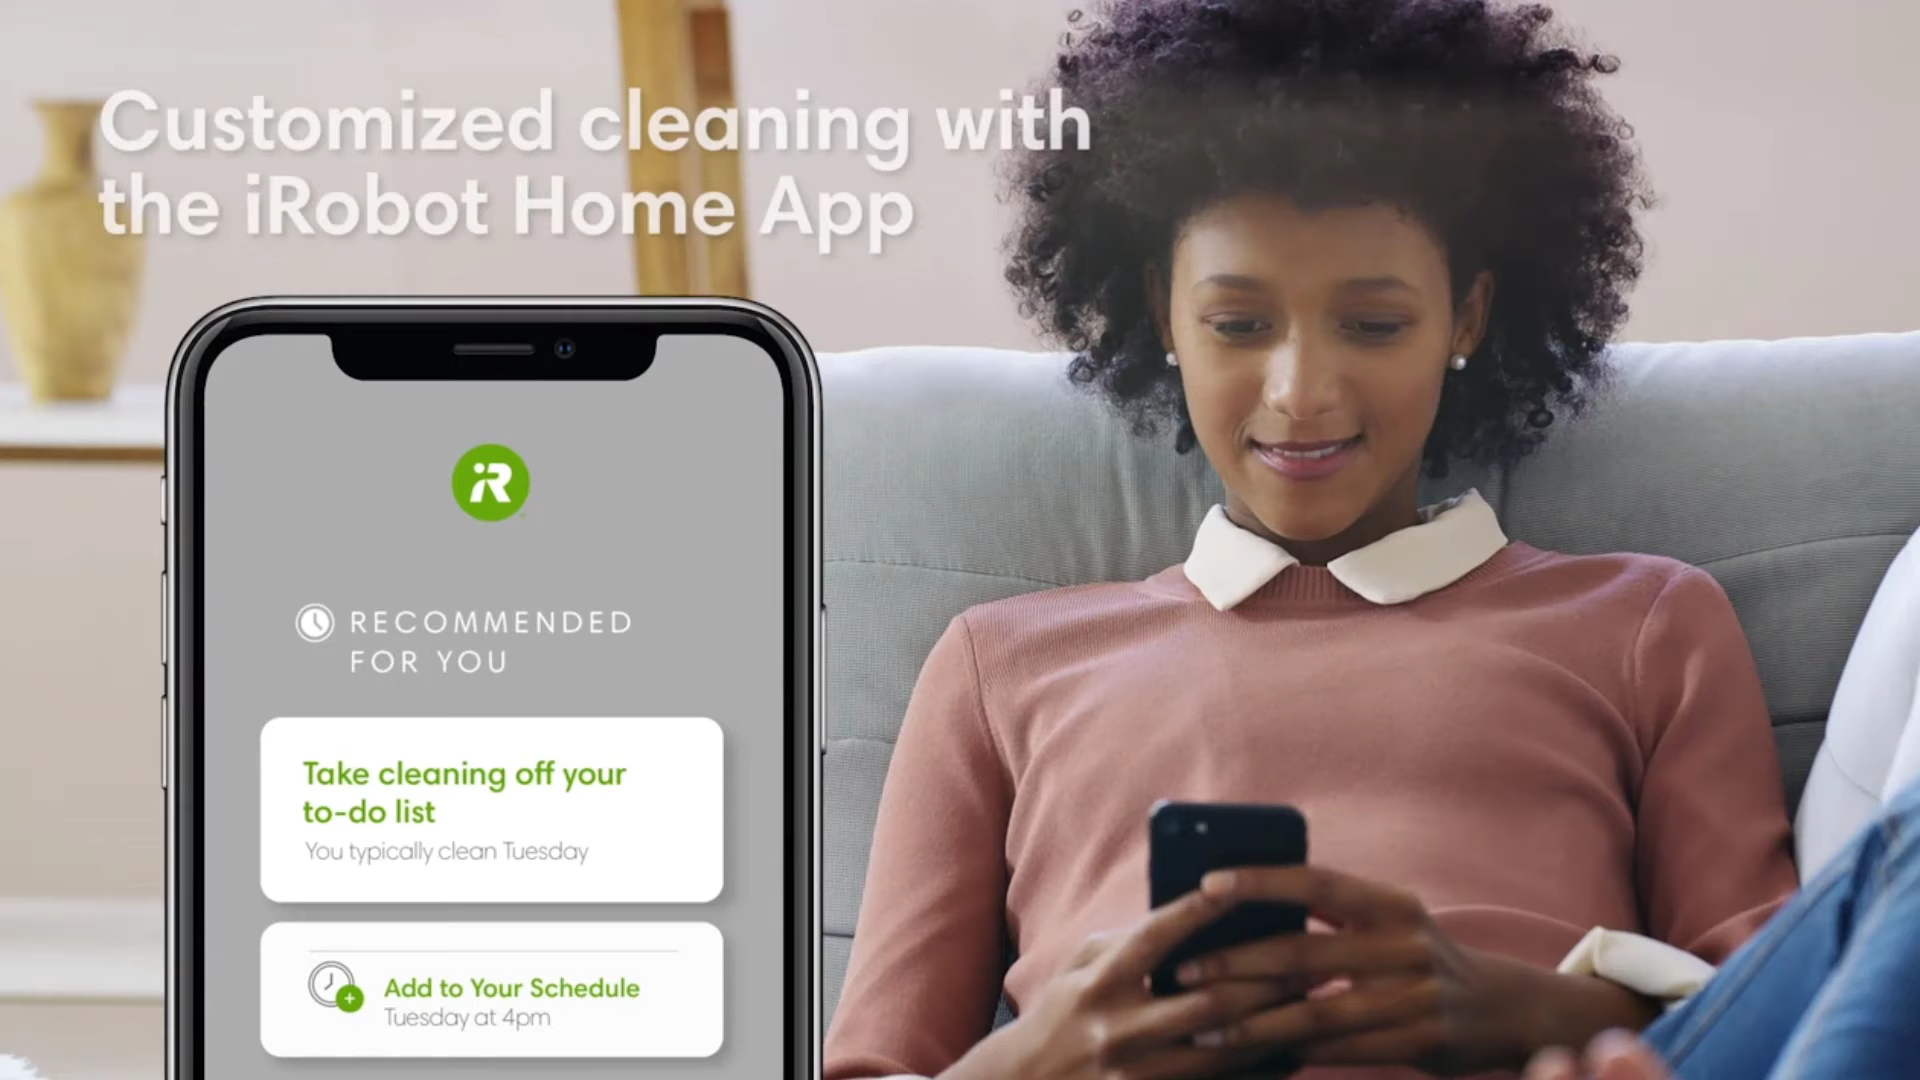 Customized cleaning with
the iRobot Home App
iR
RECOMMENDED
FOR YOU
Take cleaning off your
to-do list
You typically clean Tuesday
Add to Your Schedule
Tuesday at 4pm